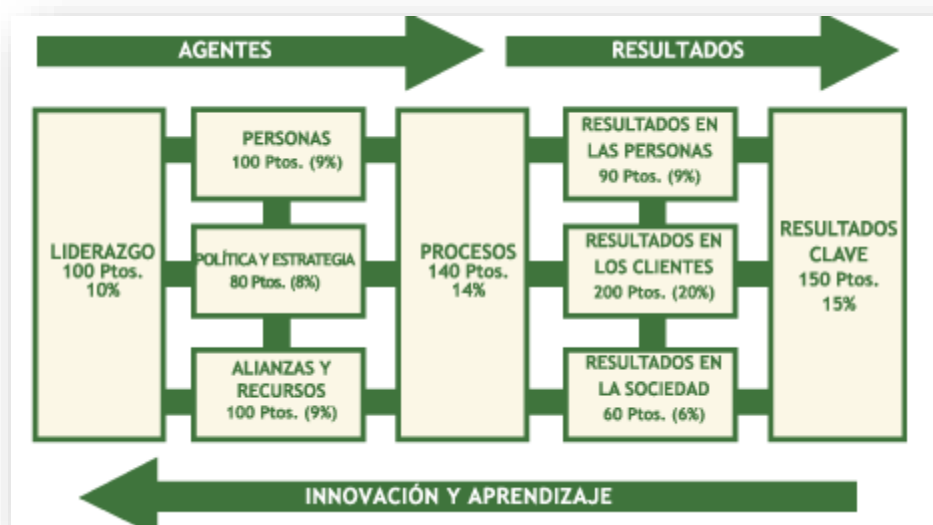 AGENTES
RESULTADOS
LIDERAZGO
100 Ptos.
10%
PERSONAS
100 Ptos. (9%)
POLÍTICA Y ESTRATEGIA
80 Ptos. (8%)
ALIANZAS Y
RECURSOS
100 Ptos. (9%)
PROCESOS
140 Ptos.
14%
RESULTADOS EN
LAS PERSONAS
90 Ptos. (9%)
RESULTADOS EN
LOS CLIENTES
200 Ptos. (20%)
RESULTADOS EN
LA SOCIEDAD
60 Ptos. (6%)
RESULTADOS
CLAVE
150 Ptos.
15%
INNOVACIÓN Y APRENDIZAJE